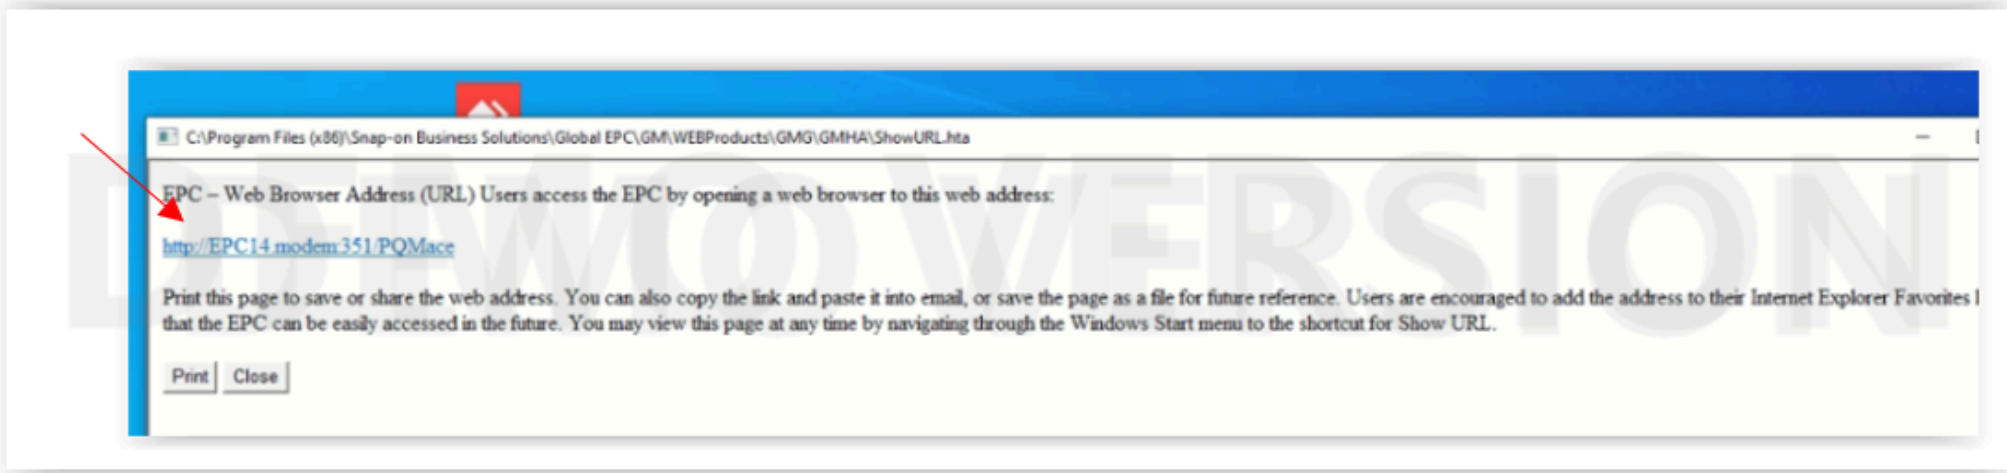 C:\Program Files (x86)\Snap-on Business Solutions\Global EPC\GM\WEBProducts\GMG\GMHA\ShowURL.hta
EPC – Web Browser Address (URL) Users access the EPC by opening a web browser to this web address:
http://EPC14.modem:351/PQMace
Print this page to save or share the web address. You can also copy the link and paste it into email, or save the page as a file for future reference. Users are encouraged to add the address to their Internet Explorer Favorites
that the EPC can be easily accessed in the future. You may view this page at any time by navigating through the Windows Start menu to the shortcut for Show URL.
Print Close
DEMO VERSION